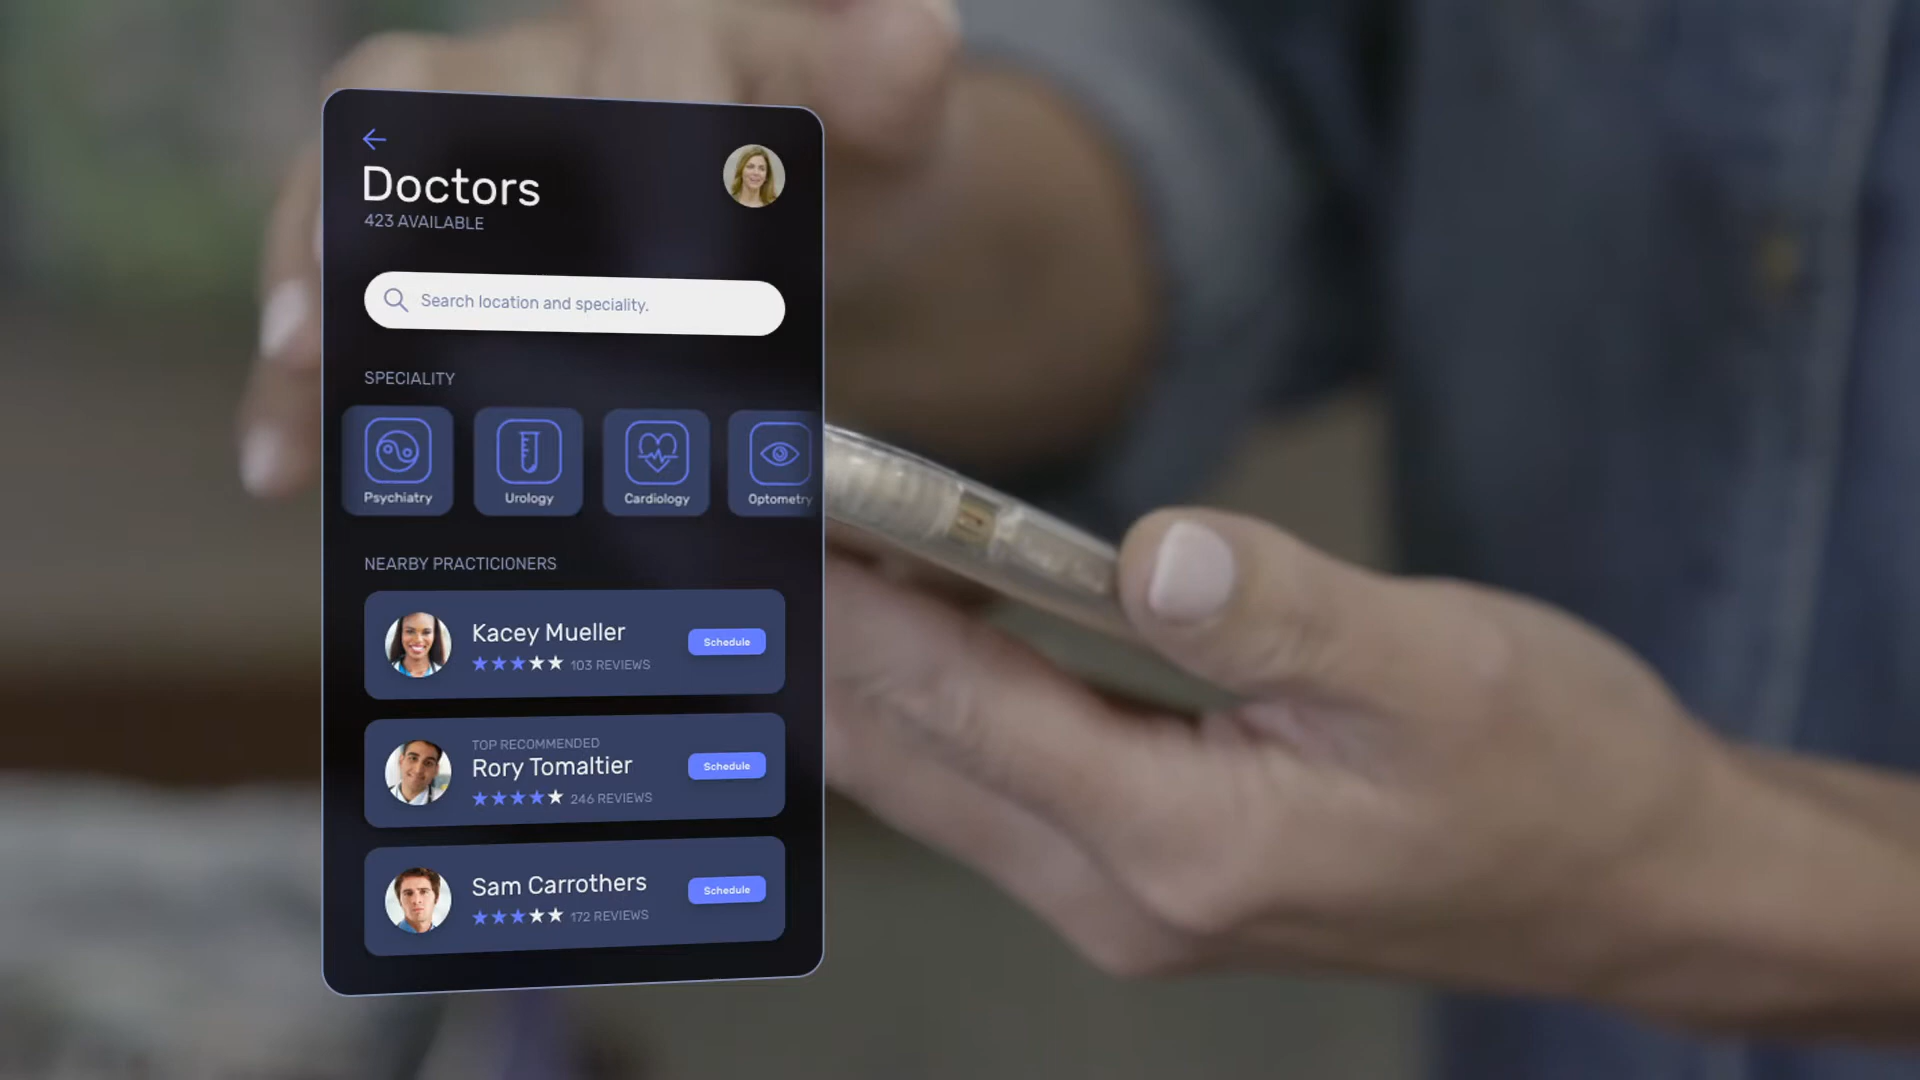 Doctors
423 AVAILABLE
Search location and speciality.
SPECIALITY
Psychiatry
Urology
Cardiology
Optometry
NEARBY PRACTICIONERS
Kacey Mueller
103 REVIEWS
Schedule
TOP RECOMMENDED
Rory Tomaltier
246 REVIEWS
Schedule
Sam Carrothers
172 REVIEWS
Schedule